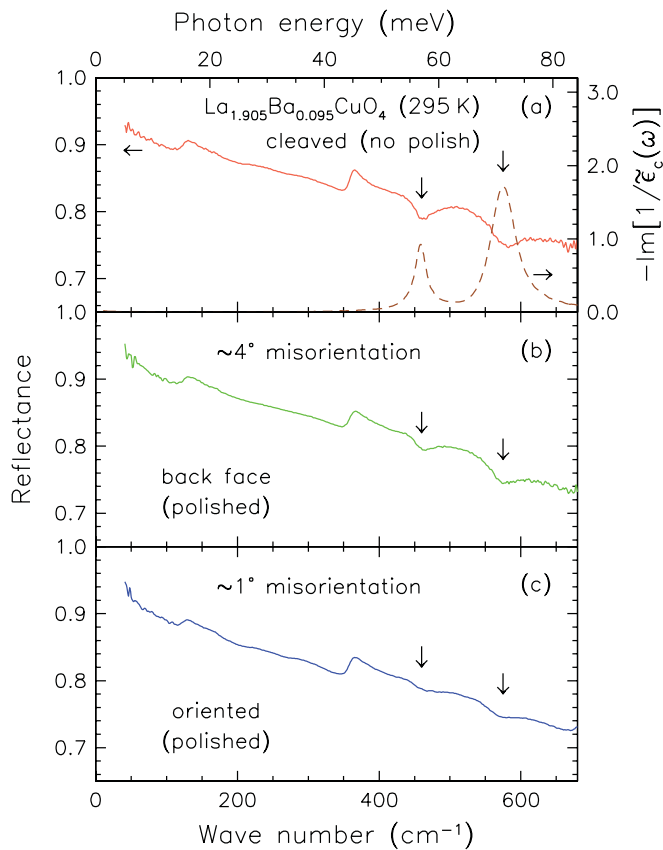 Photon energy (meV)
0 20 40 60 80
1.0 La₁.₉₀₅Ba₀.₀₉₅CuO₄ (295 K) (a) 3.0
cleaved (no polish)
0.9 ← ↓ ↓ 2.0
0.8 1.0
0.7 → 0.0
−Im[1/ε̃c(ω)]
1.0
~4° misorientation (b)
0.9
↓ ↓
0.8
back face
0.7 (polished)
Reflectance
1.0
~1° misorientation (c)
0.9
↓ ↓
0.8
oriented
0.7 (polished)
0 200 400 600
Wave number (cm⁻¹)